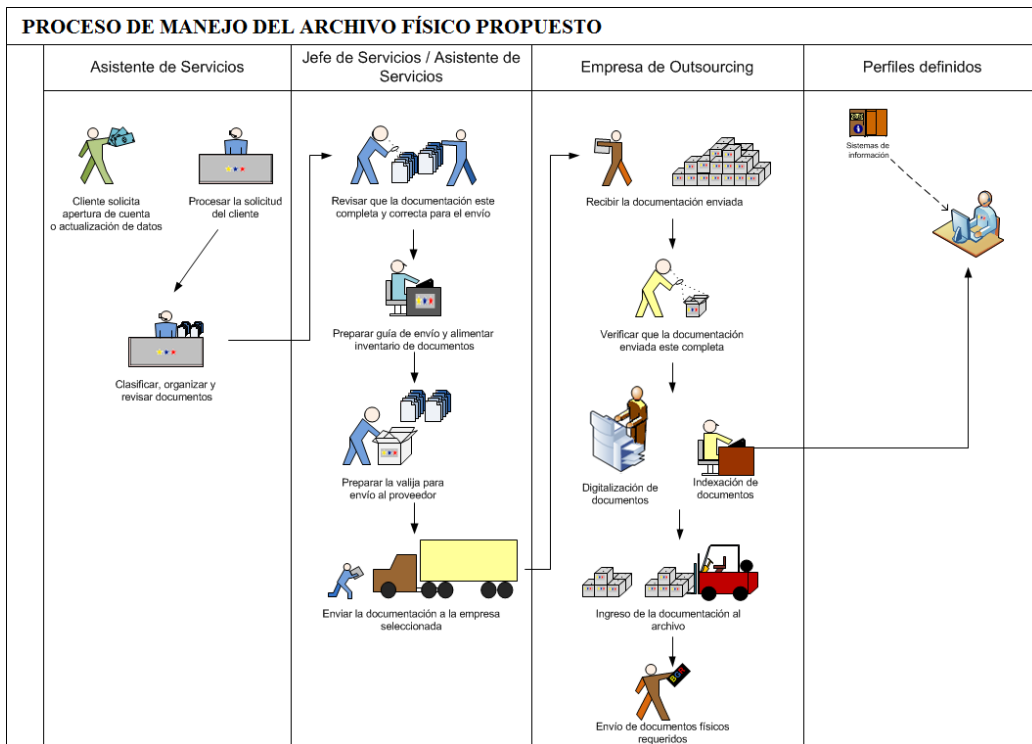 PROCESO DE MANEJO DEL ARCHIVO FÍSICO PROPUESTO
Asistente de Servicios
Jefe de Servicios / Asistente de
Servicios
Empresa de Outsourcing
Perfiles definidos
Cliente solicita
apertura de cuenta
o actualización de datos
Procesar la solicitud
del cliente
Clasificar, organizar y
revisar documentos
Revisar que la documentación este
completa y correcta para el envío
Preparar guía de envío y alimentar
inventario de documentos
Preparar la valija para
envío al proveedor
Enviar la documentación a la empresa
seleccionada
Recibir la documentación enviada
Verificar que la documentación
enviada este completa
Digitalización de
documentos
Indexación de
documentos
Ingreso de la documentación al
archivo
Envío de documentos físicos
requeridos
Sistemas de
información